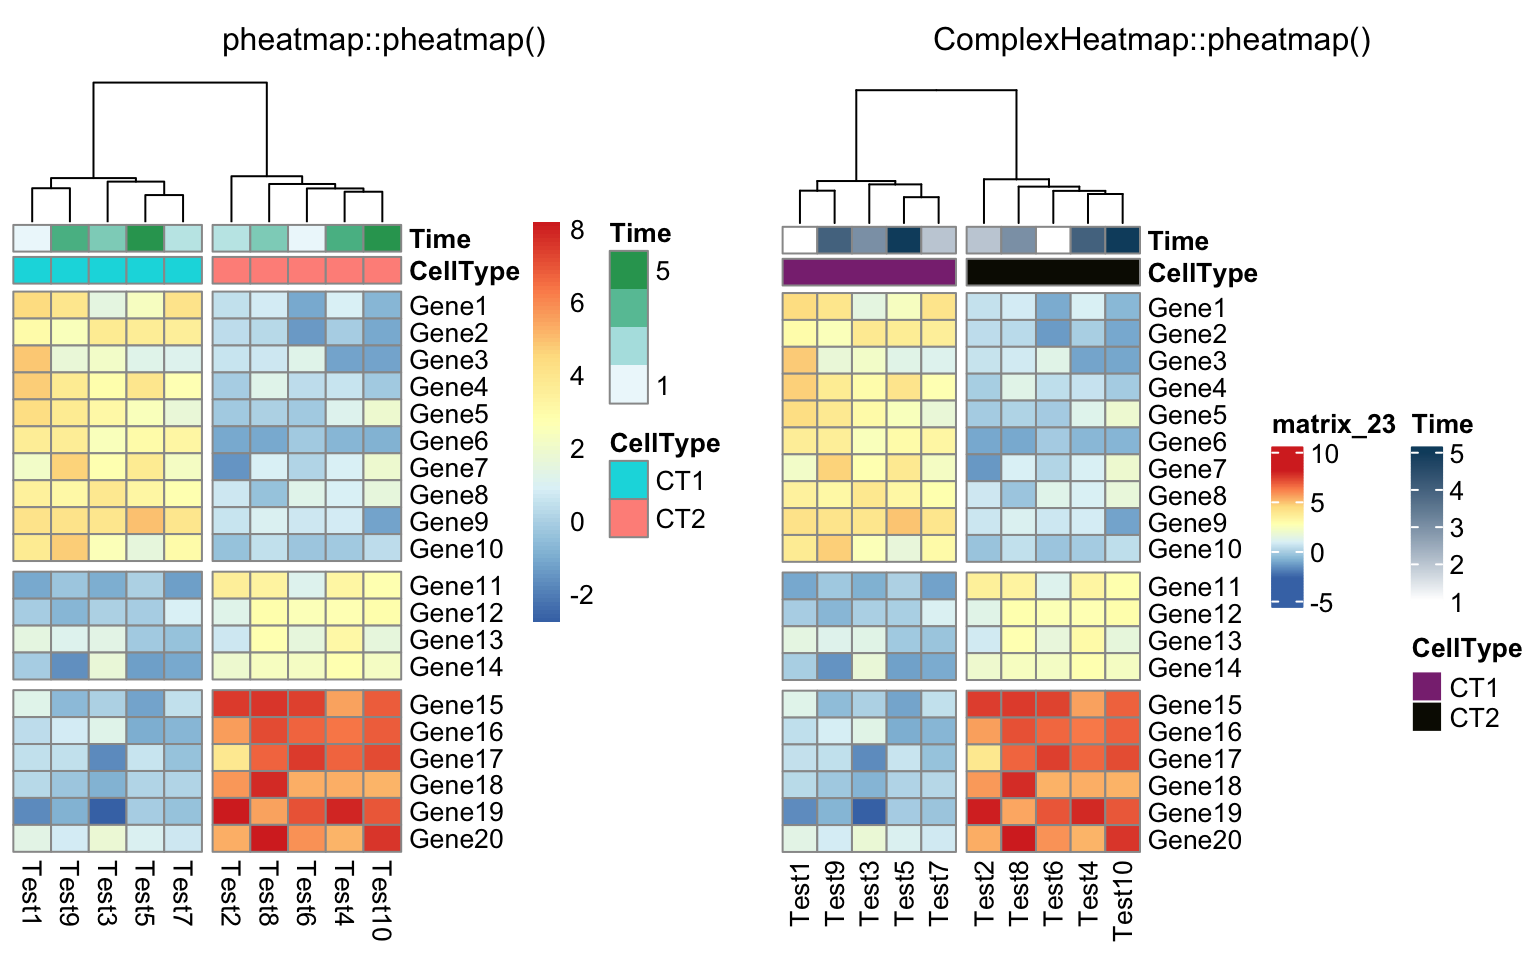 pheatmap::pheatmap()
Time
CellType
Gene1
Gene2
Gene3
Gene4
Gene5
Gene6
Gene7
Gene8
Gene9
Gene10
Gene11
Gene12
Gene13
Gene14
Gene15
Gene16
Gene17
Gene18
Gene19
Gene20
Test1
Test9
Test3
Test5
Test7
Test2
Test8
Test6
Test4
Test10
8
6
4
2
0
-2
Time
5
1
CellType
CT1
CT2
ComplexHeatmap::pheatmap()
Time
CellType
Gene1
Gene2
Gene3
Gene4
Gene5
Gene6
Gene7
Gene8
Gene9
Gene10
Gene11
Gene12
Gene13
Gene14
Gene15
Gene16
Gene17
Gene18
Gene19
Gene20
Test1
Test9
Test3
Test5
Test7
Test2
Test8
Test6
Test4
Test10
matrix_23
10
5
0
-5
Time
5
4
3
2
1
CellType
CT1
CT2